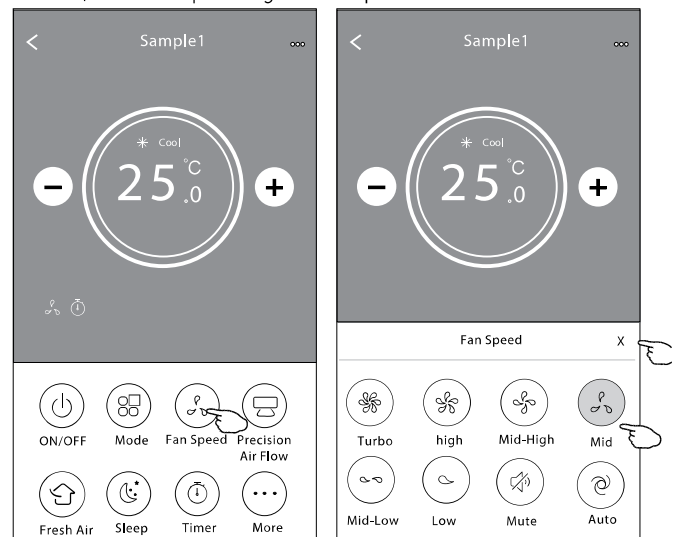 Sample1
Cool
25.0 °C
ON/OFF Mode Fan Speed Precision
Air Flow
Fresh Air Sleep Timer More
Sample1
Cool
25.0 °C
Fan Speed X
Turbo high Mid-High Mid
Mid-Low Low Mute Auto